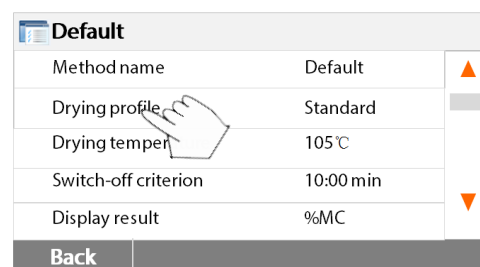 Default
Method name Default
Drying profile Standard
Drying temper 105℃
Switch-off criterion 10:00 min
Display result %MC
Back